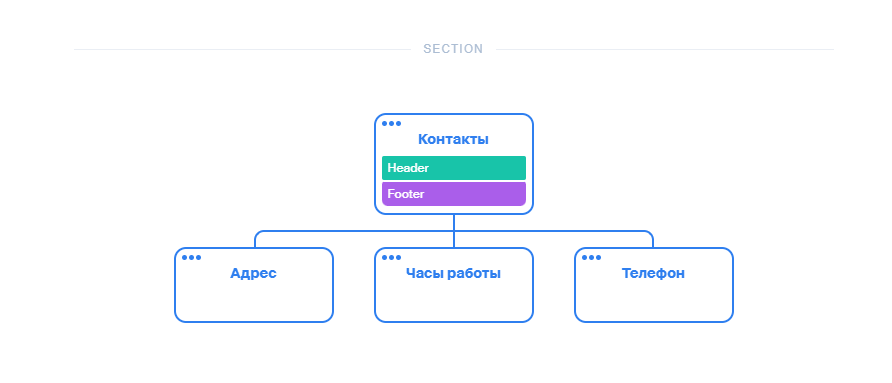 SECTION
Контакты
Header
Footer
Адрес
Часы работы
Телефон